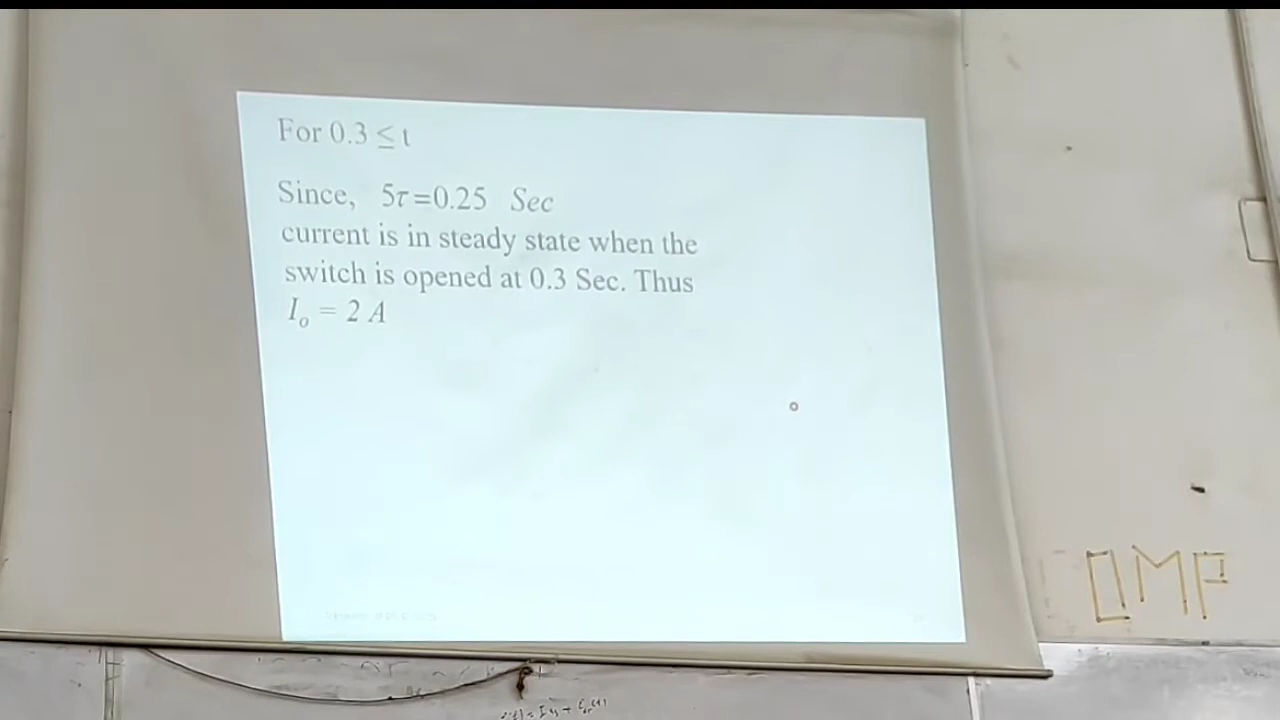 For 0.3 ≤ t
Since, 5τ=0.25 Sec
current is in steady state when the
switch is opened at 0.3 Sec. Thus
Iₒ = 2 A
OMP